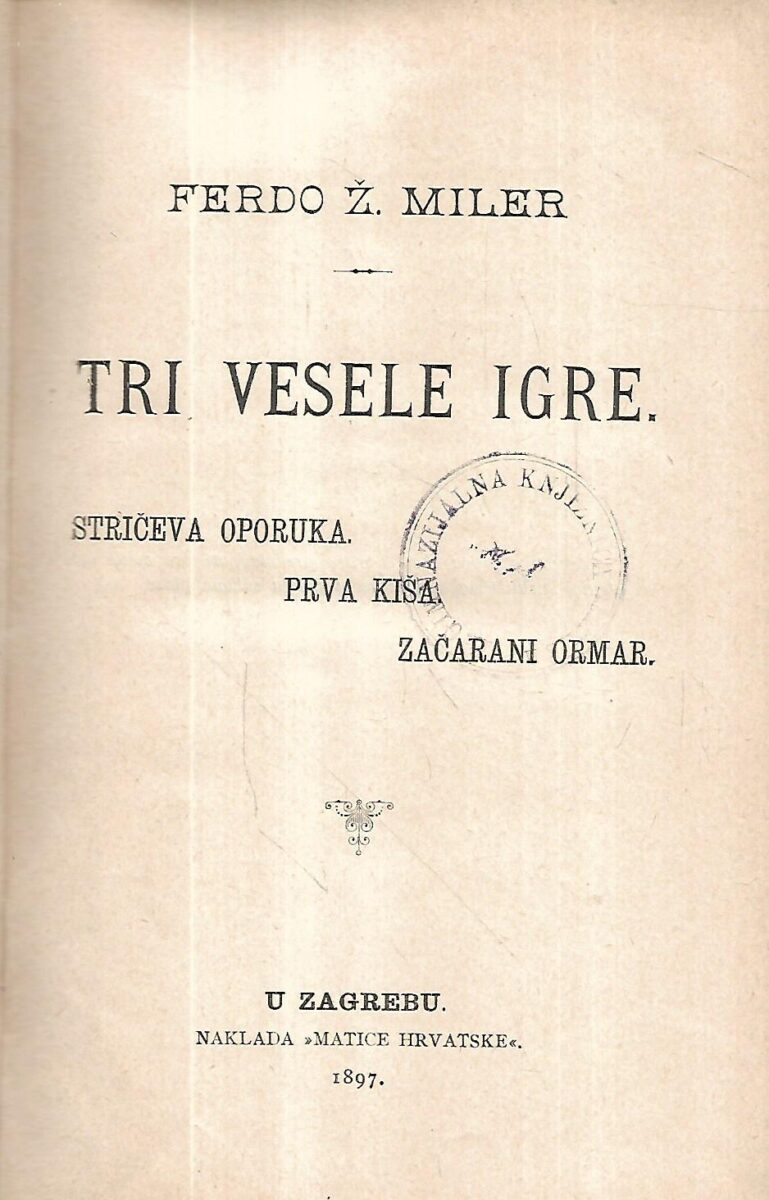 FERDO Ž. MILER
TRI VESELE IGRE.
STRIČEVA OPORUKA.
PRVA KIŠA.
ZAČARANI ORMAR.
U ZAGREBU.
NAKLADA »MATICE HRVATSKE«.
1897.